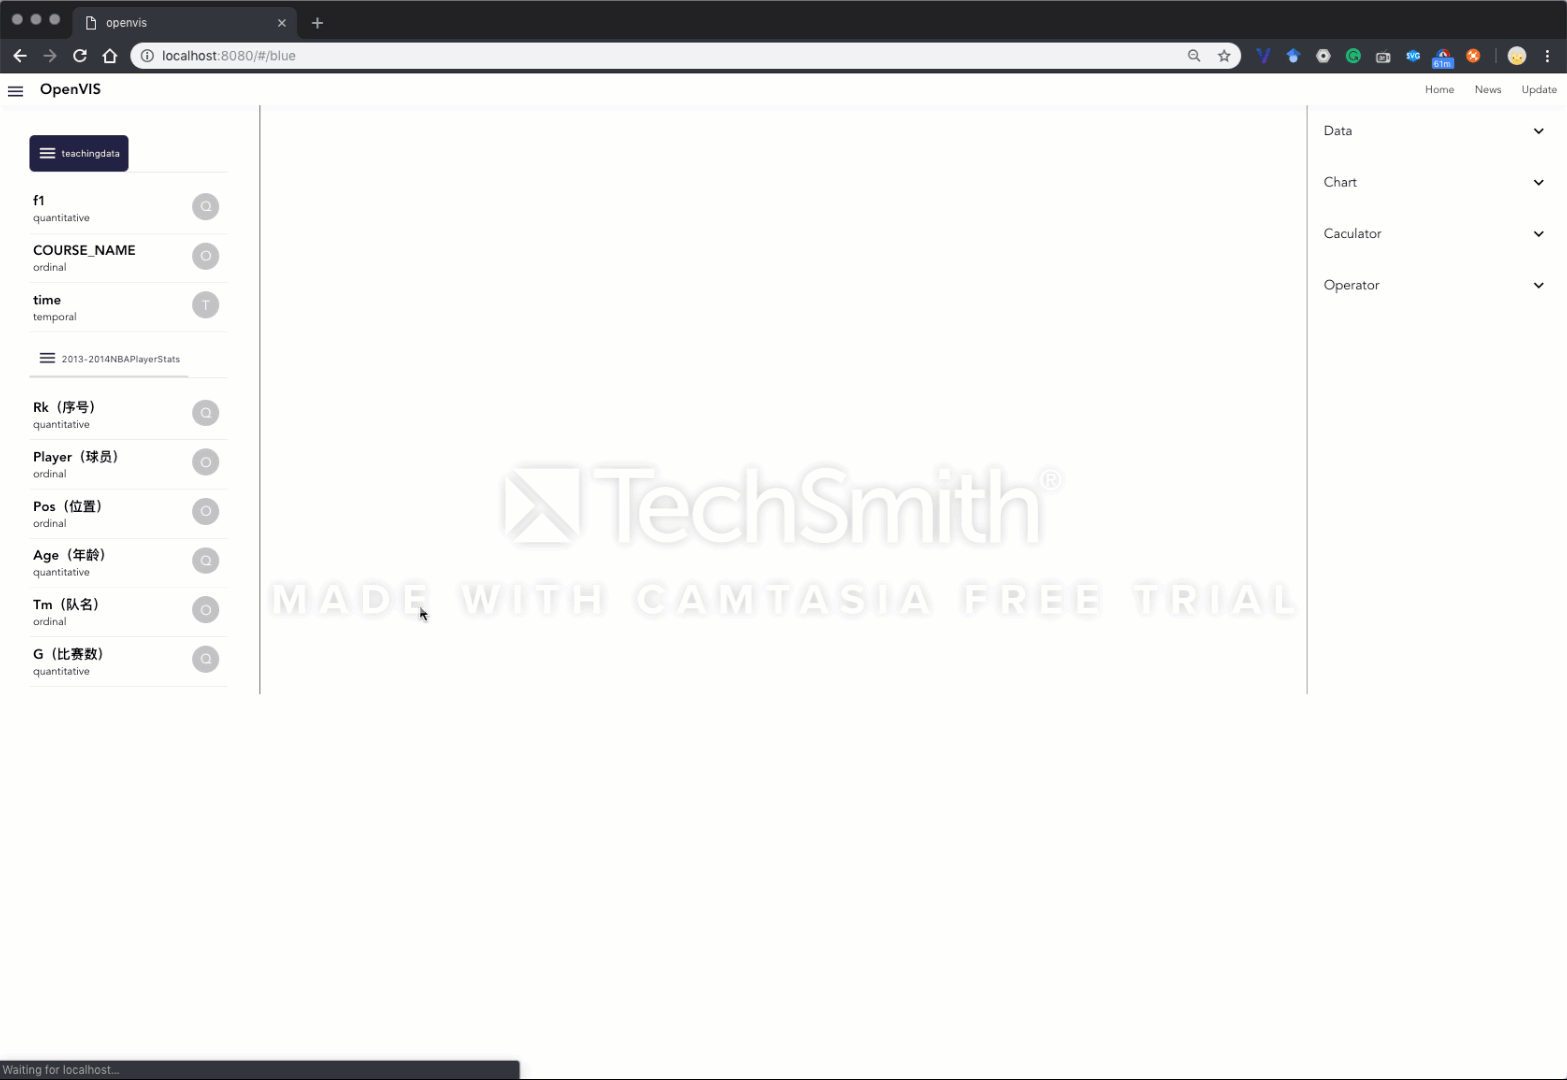 openvis
localhost:8080/#/blue
SVG
61m
OpenVIS
Home
News
Update
teachingdata
f1
quantitative
Q
COURSE_NAME
ordinal
O
time
temporal
T
2013-2014NBAPlayerStats
Rk（序号）
quantitative
Q
Player（球员）
ordinal
O
Pos（位置）
ordinal
O
Age（年龄）
quantitative
Q
Tm（队名）
ordinal
O
G（比赛数）
quantitative
Q
TechSmith®
MADE WITH CAMTASIA FREE TRIAL
Data
Chart
Caculator
Operator
Waiting for localhost...